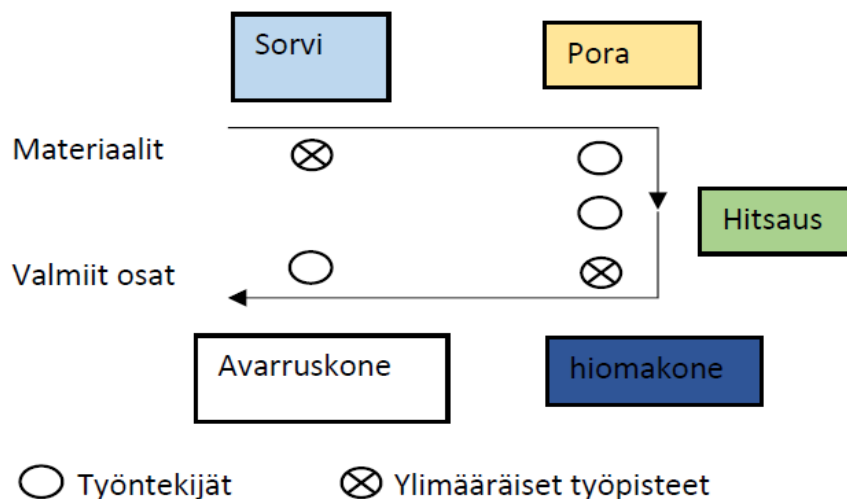 Sorvi
Pora
Materiaalit
Hitsaus
Valmiit osat
Avarruskone
hiomakone
Työntekijät
Ylimääräiset työpisteet